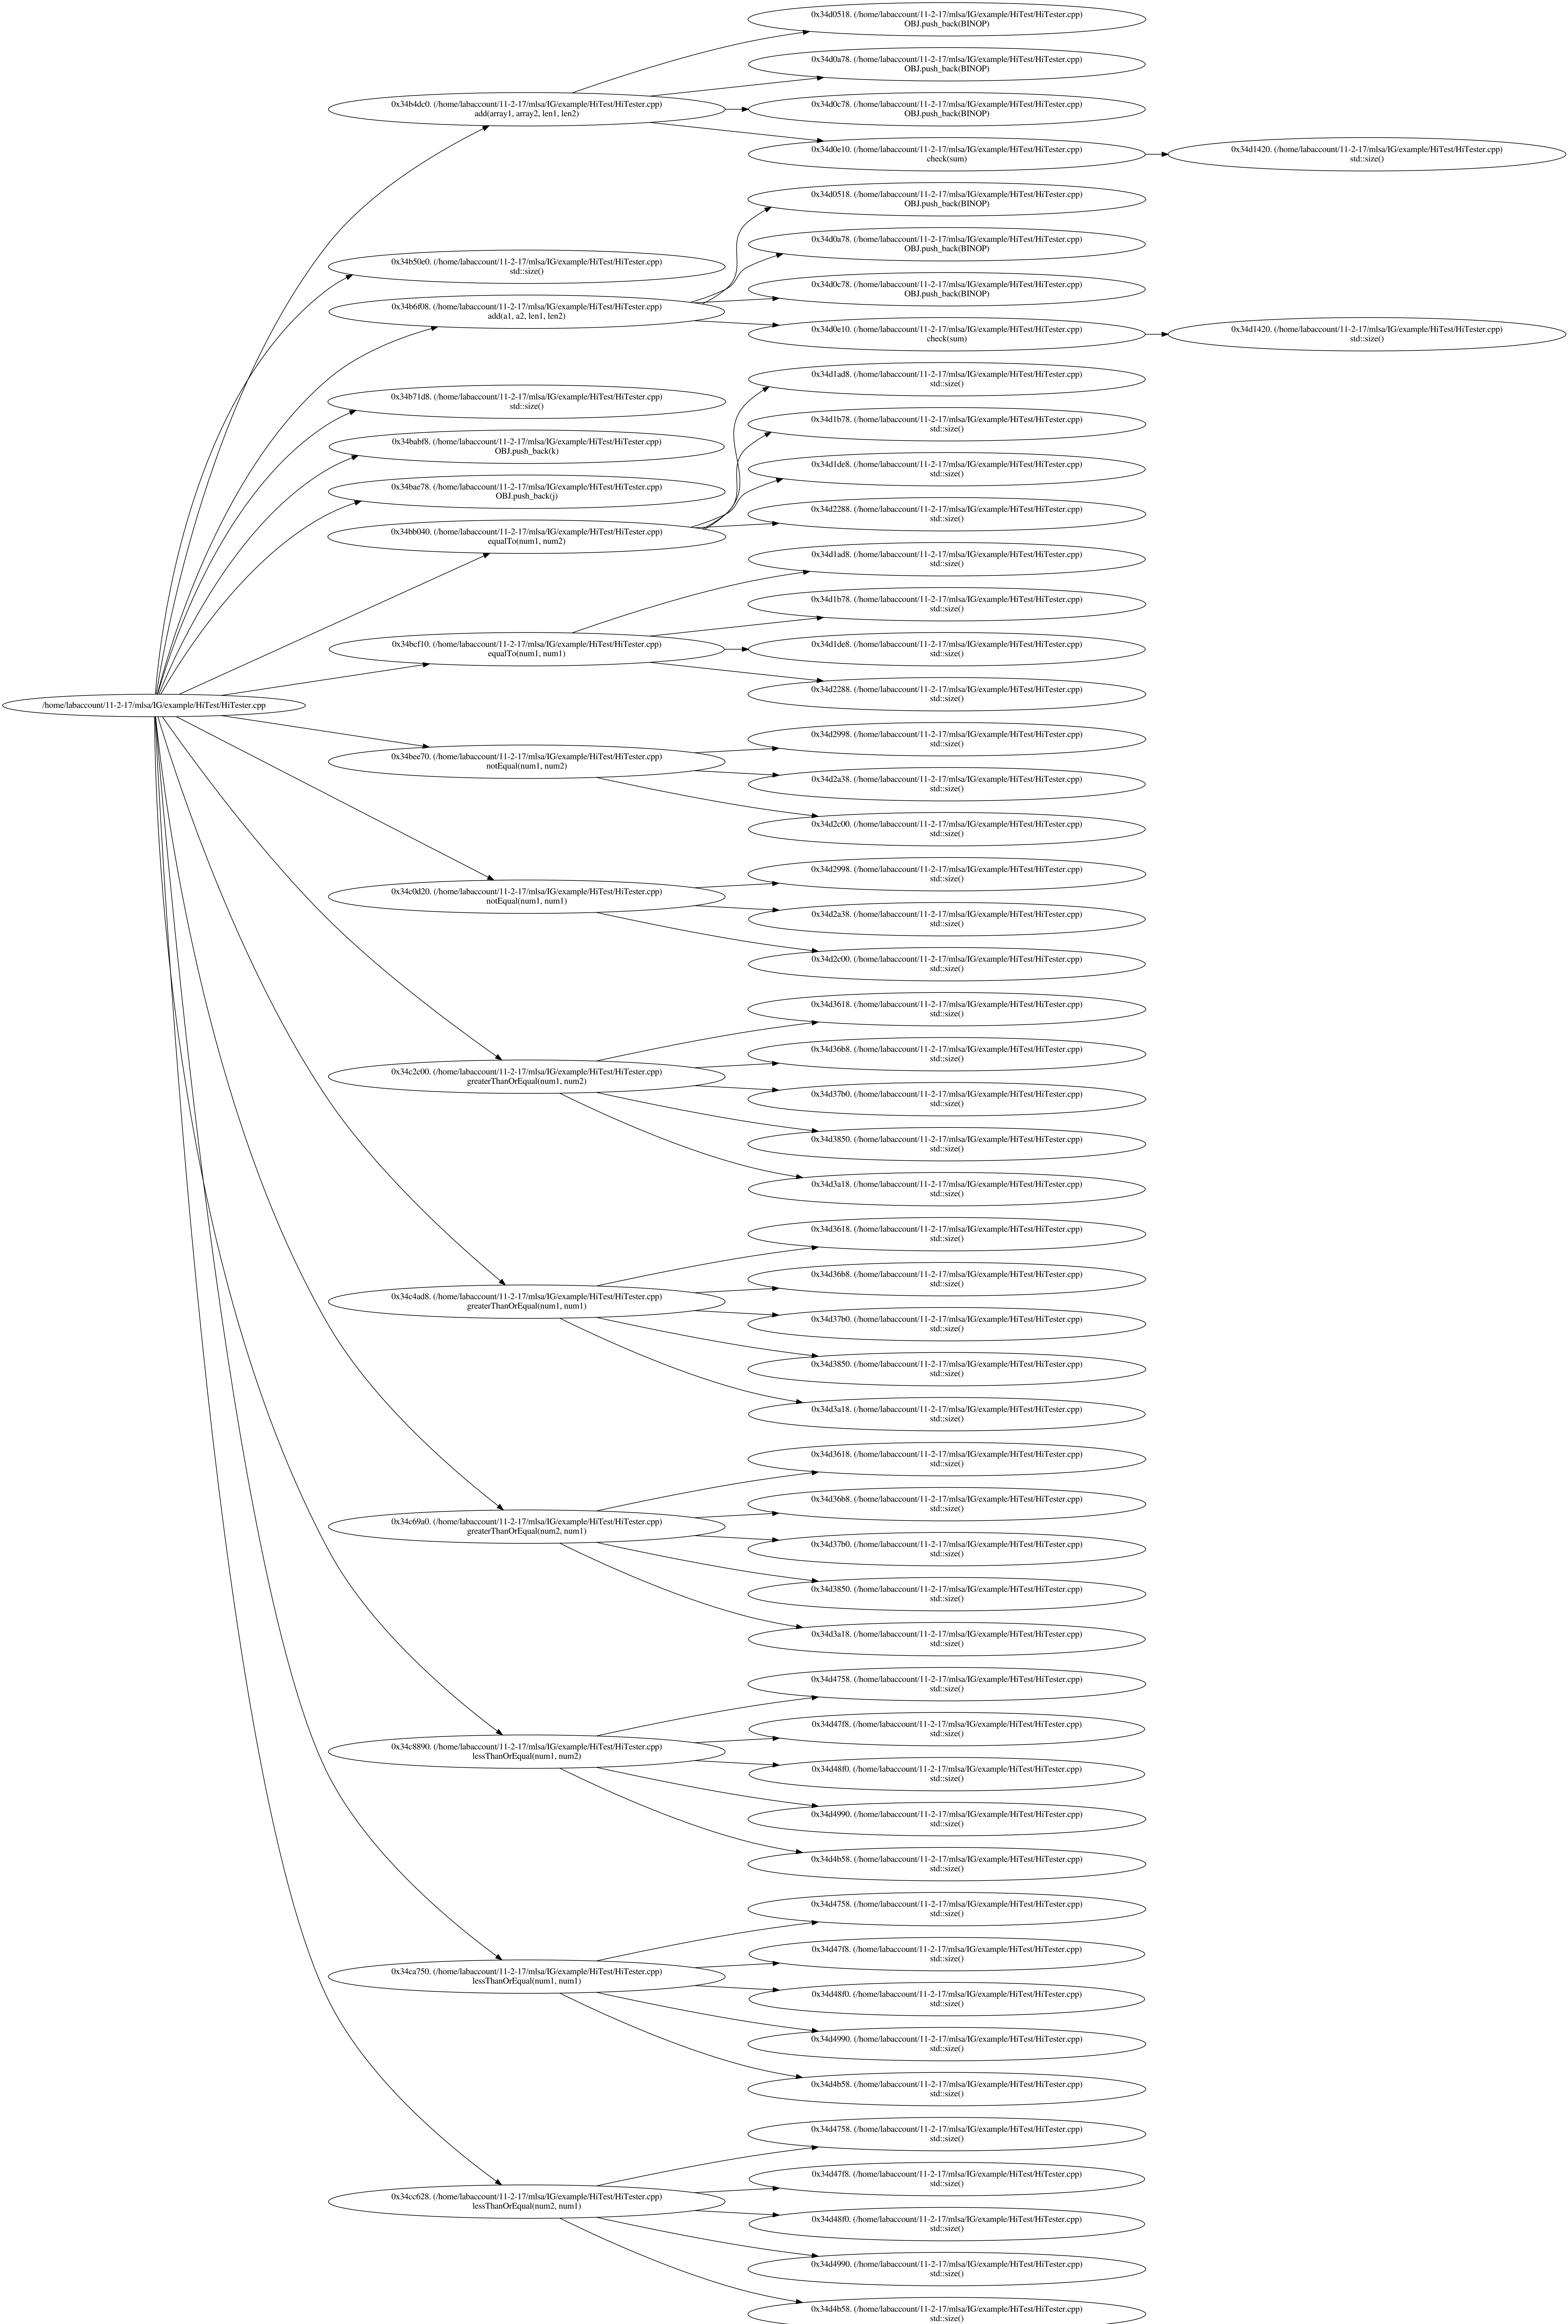 /home/labaccount/11-2-17/mlsa/IG/example/HiTest/HiTester.cpp
0x34b4dc0. (/home/labaccount/11-2-17/mlsa/IG/example/HiTest/HiTester.cpp)
add(array1, array2, len1, len2)
0x34d0518. (/home/labaccount/11-2-17/mlsa/IG/example/HiTest/HiTester.cpp)
OBJ.push_back(BINOP)
0x34d0a78. (/home/labaccount/11-2-17/mlsa/IG/example/HiTest/HiTester.cpp)
OBJ.push_back(BINOP)
0x34d0c78. (/home/labaccount/11-2-17/mlsa/IG/example/HiTest/HiTester.cpp)
OBJ.push_back(BINOP)
0x34d0e10. (/home/labaccount/11-2-17/mlsa/IG/example/HiTest/HiTester.cpp)
check(sum)
0x34d1420. (/home/labaccount/11-2-17/mlsa/IG/example/HiTest/HiTester.cpp)
std::size()
0x34b50e0. (/home/labaccount/11-2-17/mlsa/IG/example/HiTest/HiTester.cpp)
std::size()
0x34b6f08. (/home/labaccount/11-2-17/mlsa/IG/example/HiTest/HiTester.cpp)
add(a1, a2, len1, len2)
0x34d0518. (/home/labaccount/11-2-17/mlsa/IG/example/HiTest/HiTester.cpp)
OBJ.push_back(BINOP)
0x34d0a78. (/home/labaccount/11-2-17/mlsa/IG/example/HiTest/HiTester.cpp)
OBJ.push_back(BINOP)
0x34d0c78. (/home/labaccount/11-2-17/mlsa/IG/example/HiTest/HiTester.cpp)
OBJ.push_back(BINOP)
0x34d0e10. (/home/labaccount/11-2-17/mlsa/IG/example/HiTest/HiTester.cpp)
check(sum)
0x34d1420. (/home/labaccount/11-2-17/mlsa/IG/example/HiTest/HiTester.cpp)
std::size()
0x34b71d8. (/home/labaccount/11-2-17/mlsa/IG/example/HiTest/HiTester.cpp)
std::size()
0x34babf8. (/home/labaccount/11-2-17/mlsa/IG/example/HiTest/HiTester.cpp)
OBJ.push_back(k)
0x34bae78. (/home/labaccount/11-2-17/mlsa/IG/example/HiTest/HiTester.cpp)
OBJ.push_back(j)
0x34bb040. (/home/labaccount/11-2-17/mlsa/IG/example/HiTest/HiTester.cpp)
equalTo(num1, num2)
0x34d1ad8. (/home/labaccount/11-2-17/mlsa/IG/example/HiTest/HiTester.cpp)
std::size()
0x34d1b78. (/home/labaccount/11-2-17/mlsa/IG/example/HiTest/HiTester.cpp)
std::size()
0x34d1de8. (/home/labaccount/11-2-17/mlsa/IG/example/HiTest/HiTester.cpp)
std::size()
0x34d2288. (/home/labaccount/11-2-17/mlsa/IG/example/HiTest/HiTester.cpp)
std::size()
0x34bcf10. (/home/labaccount/11-2-17/mlsa/IG/example/HiTest/HiTester.cpp)
equalTo(num1, num1)
0x34d1ad8. (/home/labaccount/11-2-17/mlsa/IG/example/HiTest/HiTester.cpp)
std::size()
0x34d1b78. (/home/labaccount/11-2-17/mlsa/IG/example/HiTest/HiTester.cpp)
std::size()
0x34d1de8. (/home/labaccount/11-2-17/mlsa/IG/example/HiTest/HiTester.cpp)
std::size()
0x34d2288. (/home/labaccount/11-2-17/mlsa/IG/example/HiTest/HiTester.cpp)
std::size()
0x34bee70. (/home/labaccount/11-2-17/mlsa/IG/example/HiTest/HiTester.cpp)
notEqual(num1, num2)
0x34d2998. (/home/labaccount/11-2-17/mlsa/IG/example/HiTest/HiTester.cpp)
std::size()
0x34d2a38. (/home/labaccount/11-2-17/mlsa/IG/example/HiTest/HiTester.cpp)
std::size()
0x34d2c00. (/home/labaccount/11-2-17/mlsa/IG/example/HiTest/HiTester.cpp)
std::size()
0x34c0d20. (/home/labaccount/11-2-17/mlsa/IG/example/HiTest/HiTester.cpp)
notEqual(num1, num1)
0x34d2998. (/home/labaccount/11-2-17/mlsa/IG/example/HiTest/HiTester.cpp)
std::size()
0x34d2a38. (/home/labaccount/11-2-17/mlsa/IG/example/HiTest/HiTester.cpp)
std::size()
0x34d2c00. (/home/labaccount/11-2-17/mlsa/IG/example/HiTest/HiTester.cpp)
std::size()
0x34c2c00. (/home/labaccount/11-2-17/mlsa/IG/example/HiTest/HiTester.cpp)
greaterThanOrEqual(num1, num2)
0x34d3618. (/home/labaccount/11-2-17/mlsa/IG/example/HiTest/HiTester.cpp)
std::size()
0x34d36b8. (/home/labaccount/11-2-17/mlsa/IG/example/HiTest/HiTester.cpp)
std::size()
0x34d37b0. (/home/labaccount/11-2-17/mlsa/IG/example/HiTest/HiTester.cpp)
std::size()
0x34d3850. (/home/labaccount/11-2-17/mlsa/IG/example/HiTest/HiTester.cpp)
std::size()
0x34d3a18. (/home/labaccount/11-2-17/mlsa/IG/example/HiTest/HiTester.cpp)
std::size()
0x34c4ad8. (/home/labaccount/11-2-17/mlsa/IG/example/HiTest/HiTester.cpp)
greaterThanOrEqual(num1, num1)
0x34d3618. (/home/labaccount/11-2-17/mlsa/IG/example/HiTest/HiTester.cpp)
std::size()
0x34d36b8. (/home/labaccount/11-2-17/mlsa/IG/example/HiTest/HiTester.cpp)
std::size()
0x34d37b0. (/home/labaccount/11-2-17/mlsa/IG/example/HiTest/HiTester.cpp)
std::size()
0x34d3850. (/home/labaccount/11-2-17/mlsa/IG/example/HiTest/HiTester.cpp)
std::size()
0x34d3a18. (/home/labaccount/11-2-17/mlsa/IG/example/HiTest/HiTester.cpp)
std::size()
0x34c69a0. (/home/labaccount/11-2-17/mlsa/IG/example/HiTest/HiTester.cpp)
greaterThanOrEqual(num2, num1)
0x34d3618. (/home/labaccount/11-2-17/mlsa/IG/example/HiTest/HiTester.cpp)
std::size()
0x34d36b8. (/home/labaccount/11-2-17/mlsa/IG/example/HiTest/HiTester.cpp)
std::size()
0x34d37b0. (/home/labaccount/11-2-17/mlsa/IG/example/HiTest/HiTester.cpp)
std::size()
0x34d3850. (/home/labaccount/11-2-17/mlsa/IG/example/HiTest/HiTester.cpp)
std::size()
0x34d3a18. (/home/labaccount/11-2-17/mlsa/IG/example/HiTest/HiTester.cpp)
std::size()
0x34c8890. (/home/labaccount/11-2-17/mlsa/IG/example/HiTest/HiTester.cpp)
lessThanOrEqual(num1, num2)
0x34d4758. (/home/labaccount/11-2-17/mlsa/IG/example/HiTest/HiTester.cpp)
std::size()
0x34d47f8. (/home/labaccount/11-2-17/mlsa/IG/example/HiTest/HiTester.cpp)
std::size()
0x34d48f0. (/home/labaccount/11-2-17/mlsa/IG/example/HiTest/HiTester.cpp)
std::size()
0x34d4990. (/home/labaccount/11-2-17/mlsa/IG/example/HiTest/HiTester.cpp)
std::size()
0x34d4b58. (/home/labaccount/11-2-17/mlsa/IG/example/HiTest/HiTester.cpp)
std::size()
0x34ca750. (/home/labaccount/11-2-17/mlsa/IG/example/HiTest/HiTester.cpp)
lessThanOrEqual(num1, num1)
0x34d4758. (/home/labaccount/11-2-17/mlsa/IG/example/HiTest/HiTester.cpp)
std::size()
0x34d47f8. (/home/labaccount/11-2-17/mlsa/IG/example/HiTest/HiTester.cpp)
std::size()
0x34d48f0. (/home/labaccount/11-2-17/mlsa/IG/example/HiTest/HiTester.cpp)
std::size()
0x34d4990. (/home/labaccount/11-2-17/mlsa/IG/example/HiTest/HiTester.cpp)
std::size()
0x34d4b58. (/home/labaccount/11-2-17/mlsa/IG/example/HiTest/HiTester.cpp)
std::size()
0x34cc628. (/home/labaccount/11-2-17/mlsa/IG/example/HiTest/HiTester.cpp)
lessThanOrEqual(num2, num1)
0x34d4758. (/home/labaccount/11-2-17/mlsa/IG/example/HiTest/HiTester.cpp)
std::size()
0x34d47f8. (/home/labaccount/11-2-17/mlsa/IG/example/HiTest/HiTester.cpp)
std::size()
0x34d48f0. (/home/labaccount/11-2-17/mlsa/IG/example/HiTest/HiTester.cpp)
std::size()
0x34d4990. (/home/labaccount/11-2-17/mlsa/IG/example/HiTest/HiTester.cpp)
std::size()
0x34d4b58. (/home/labaccount/11-2-17/mlsa/IG/example/HiTest/HiTester.cpp)
std::size()